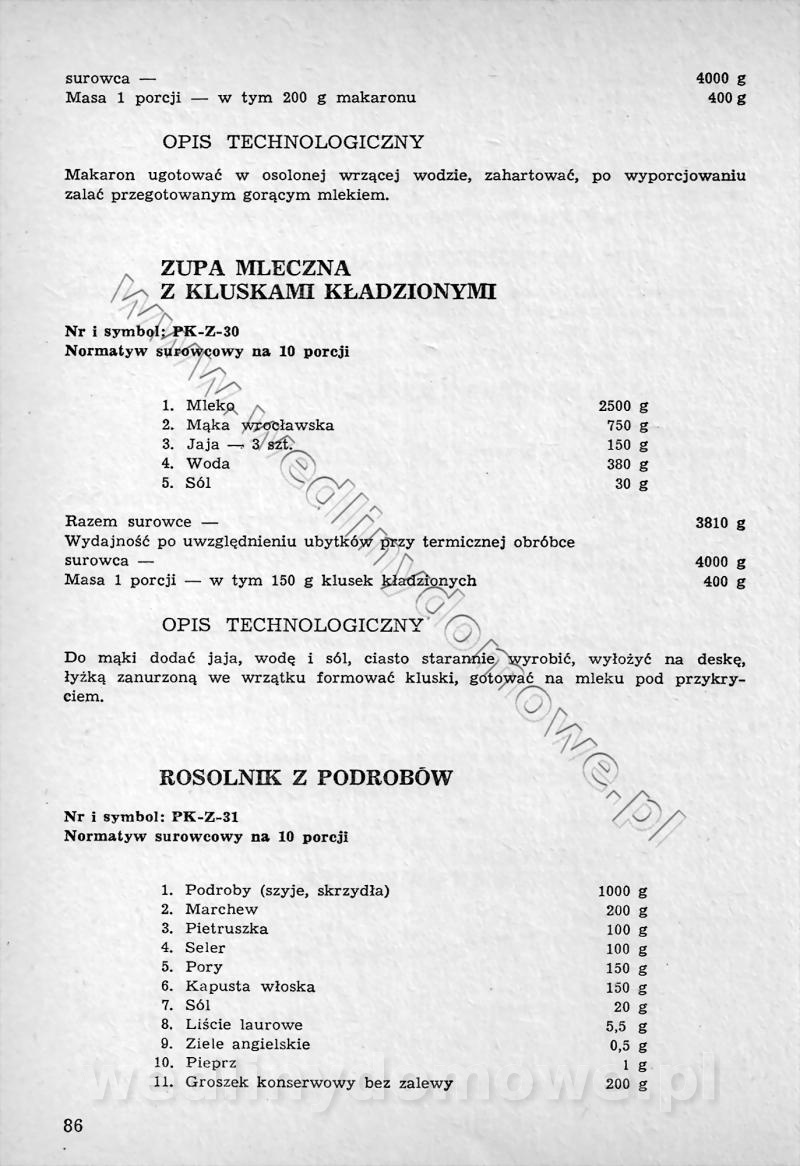 surowca — 4000 g
Masa 1 porcji — w tym 200 g makaronu 400 g
OPIS TECHNOLOGICZNY
Makaron ugotować w osolonej wrzącej wodzie, zahartować, po wyporcjowaniu
zalać przegotowanym gorącym mlekiem.
ZUPA MLECZNA
Z KLUSKAMI KŁADZIONYMI
Nr i symbol: PK-Z-30
Normatyw surowcowy na 10 porcji
1. Mleko 2500 g
2. Mąka wrocławska 750 g
3. Jaja — 3 szt. 150 g
4. Woda 380 g
5. Sól 30 g
Razem surowce — 3810 g
Wydajność po uwzględnieniu ubytków przy termicznej obróbce
surowca — 4000 g
Masa 1 porcji — w tym 150 g klusek kładzionych 400 g
OPIS TECHNOLOGICZNY
Do mąki dodać jaja, wodę i sól, ciasto starannie wyrobić, wyłożyć na deskę,
łyżką zanurzoną we wrzątku formować kluski, gotować na mleku pod przykry-
ciem.
ROSOLNIK Z PODROBÓW
Nr i symbol: PK-Z-31
Normatyw surowcowy na 10 porcji
1. Podroby (szyje, skrzydła) 1000 g
2. Marchew 200 g
3. Pietruszka 100 g
4. Seler 100 g
5. Pory 150 g
6. Kapusta włoska 150 g
7. Sól 20 g
8. Liście laurowe 5,5 g
9. Ziele angielskie 0,5 g
10. Pieprz 1 g
11. Groszek konserwowy bez zalewy 200 g
86
www.wedlinydomowe.pl
wedlinydomowe.pl